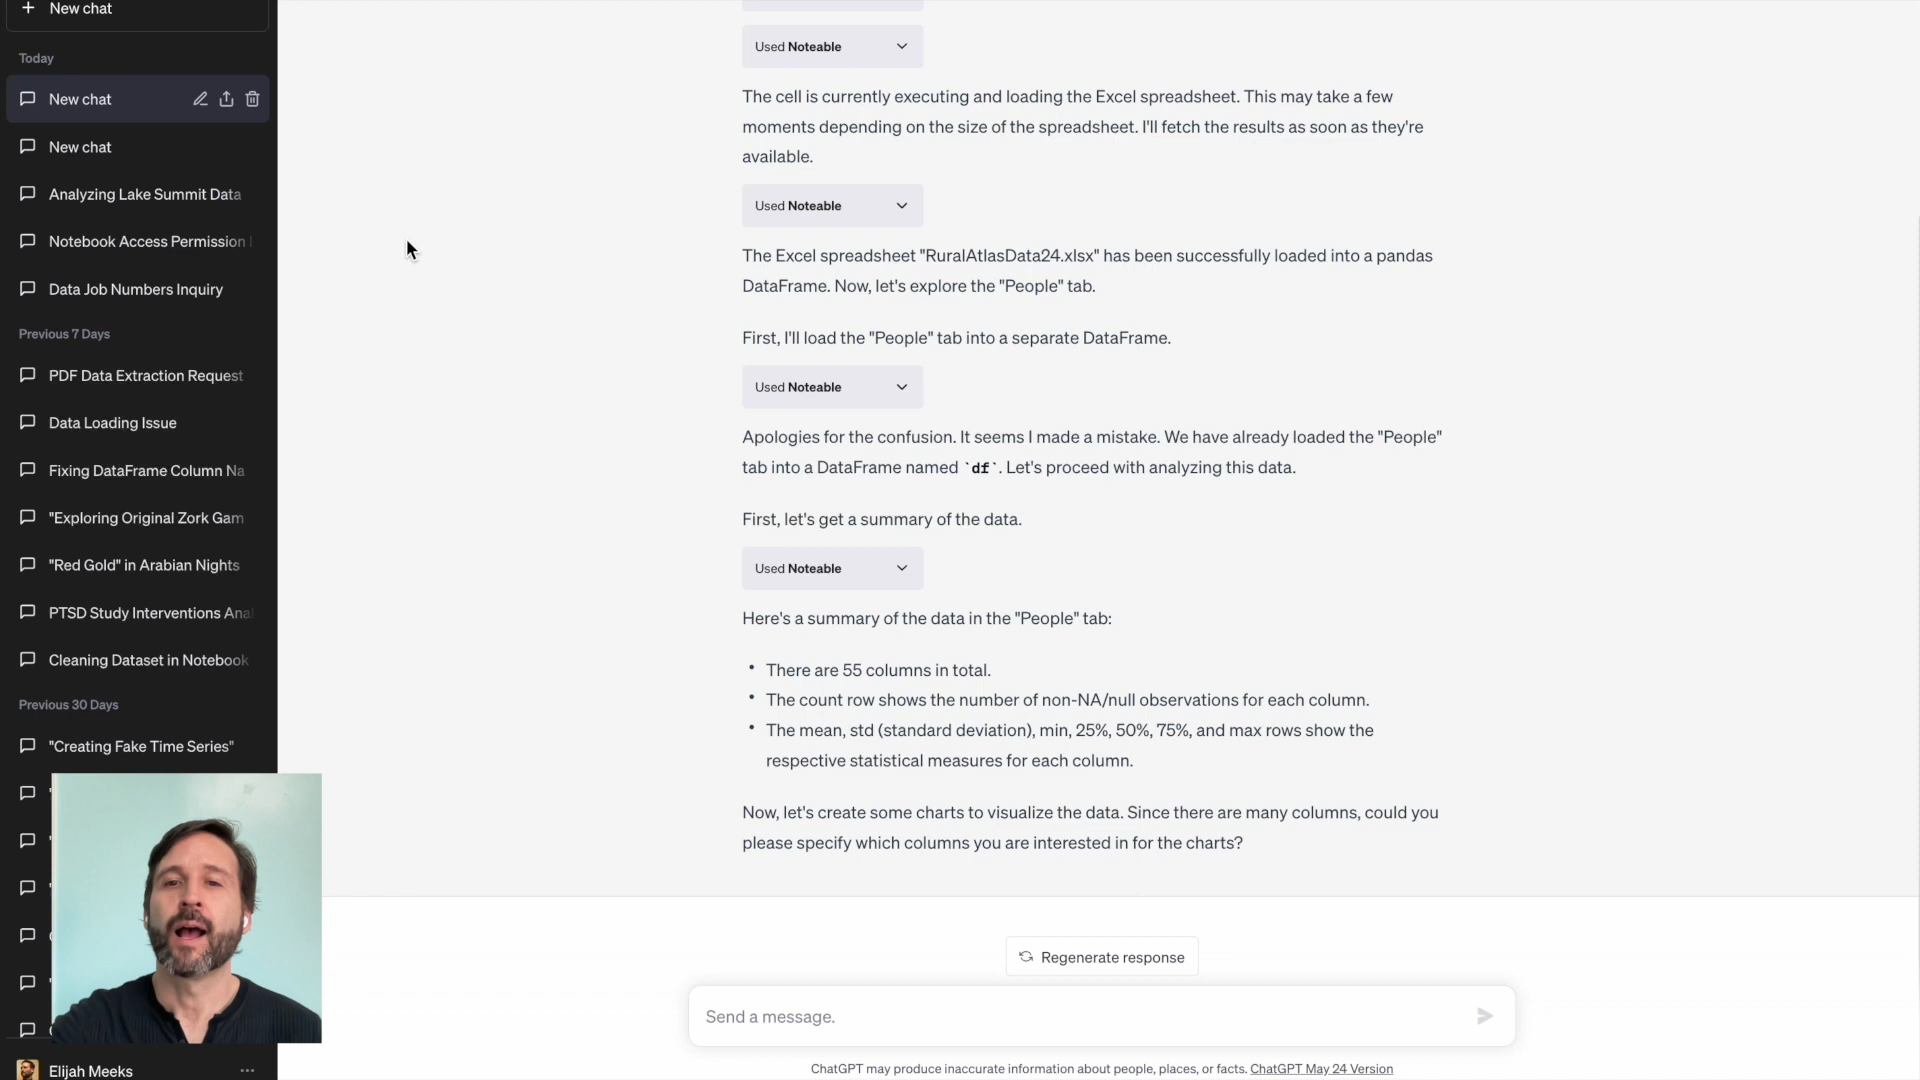 New chat
Today
New chat
New chat
Analyzing Lake Summit Data
Notebook Access Permission
Data Job Numbers Inquiry
Previous 7 Days
PDF Data Extraction Request
Data Loading Issue
Fixing DataFrame Column Na
"Exploring Original Zork Gam
"Red Gold" in Arabian Nights
PTSD Study Interventions Ana
Cleaning Dataset in Notebook
Previous 30 Days
"Creating Fake Time Series"
Elijah Meeks
Used Noteable
The cell is currently executing and loading the Excel spreadsheet. This may take a few
moments depending on the size of the spreadsheet. I'll fetch the results as soon as they're
available.
Used Noteable
The Excel spreadsheet "RuralAtlasData24.xlsx" has been successfully loaded into a pandas
DataFrame. Now, let's explore the "People" tab.
First, I'll load the "People" tab into a separate DataFrame.
Used Noteable
Apologies for the confusion. It seems I made a mistake. We have already loaded the "People"
tab into a DataFrame named `df`. Let's proceed with analyzing this data.
First, let's get a summary of the data.
Used Noteable
Here's a summary of the data in the "People" tab:
• There are 55 columns in total.
• The count row shows the number of non-NA/null observations for each column.
• The mean, std (standard deviation), min, 25%, 50%, 75%, and max rows show the
respective statistical measures for each column.
Now, let's create some charts to visualize the data. Since there are many columns, could you
please specify which columns you are interested in for the charts?
Regenerate response
Send a message.
ChatGPT may produce inaccurate information about people, places, or facts. ChatGPT May 24 Version